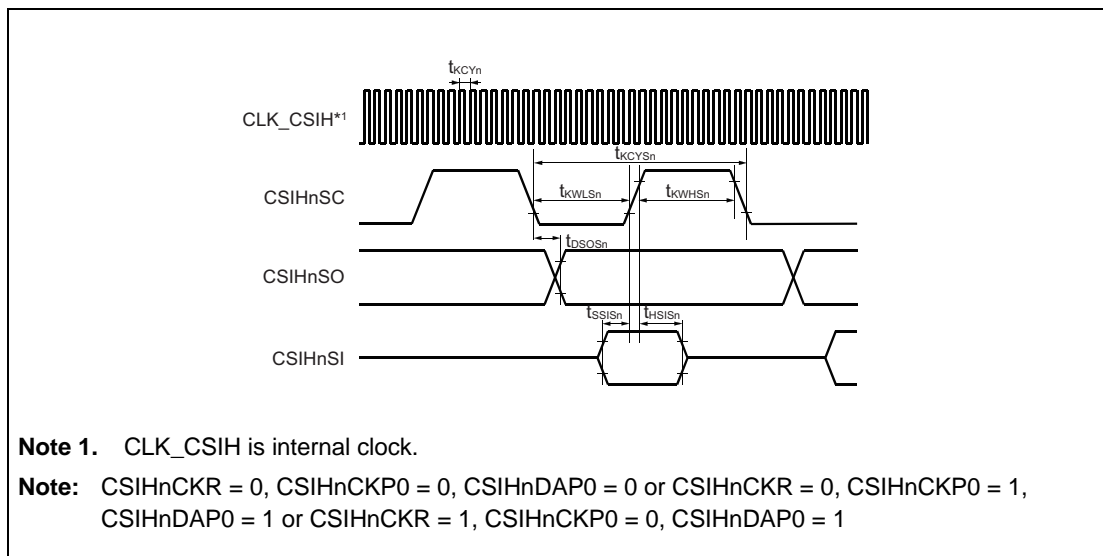 tKCYn
CLK_CSIH*1
tKCYSn
CSIHnSC
tKWLSn
tKWHSn
tDSOSn
CSIHnSO
tSSISn
tHSISn
CSIHnSI
Note 1. CLK_CSIH is internal clock.
Note: CSIHnCKR = 0, CSIHnCKP0 = 0, CSIHnDAP0 = 0 or CSIHnCKR = 0, CSIHnCKP0 = 1,
CSIHnDAP0 = 1 or CSIHnCKR = 1, CSIHnCKP0 = 0, CSIHnDAP0 = 1